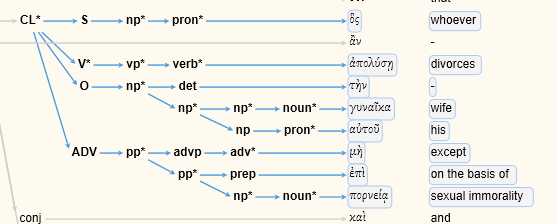 that
CL* S np* pron* ὃς whoever
ἂν -
V* vp* verb* ἀπολύσῃ divorces
O np* det τὴν -
np* np* noun* γυναῖκα wife
np pron* αὐτοῦ his
ADV pp* advp adv* μὴ except
pp* prep ἐπὶ on the basis of
np* noun* πορνείᾳ sexual immorality
conj καὶ and